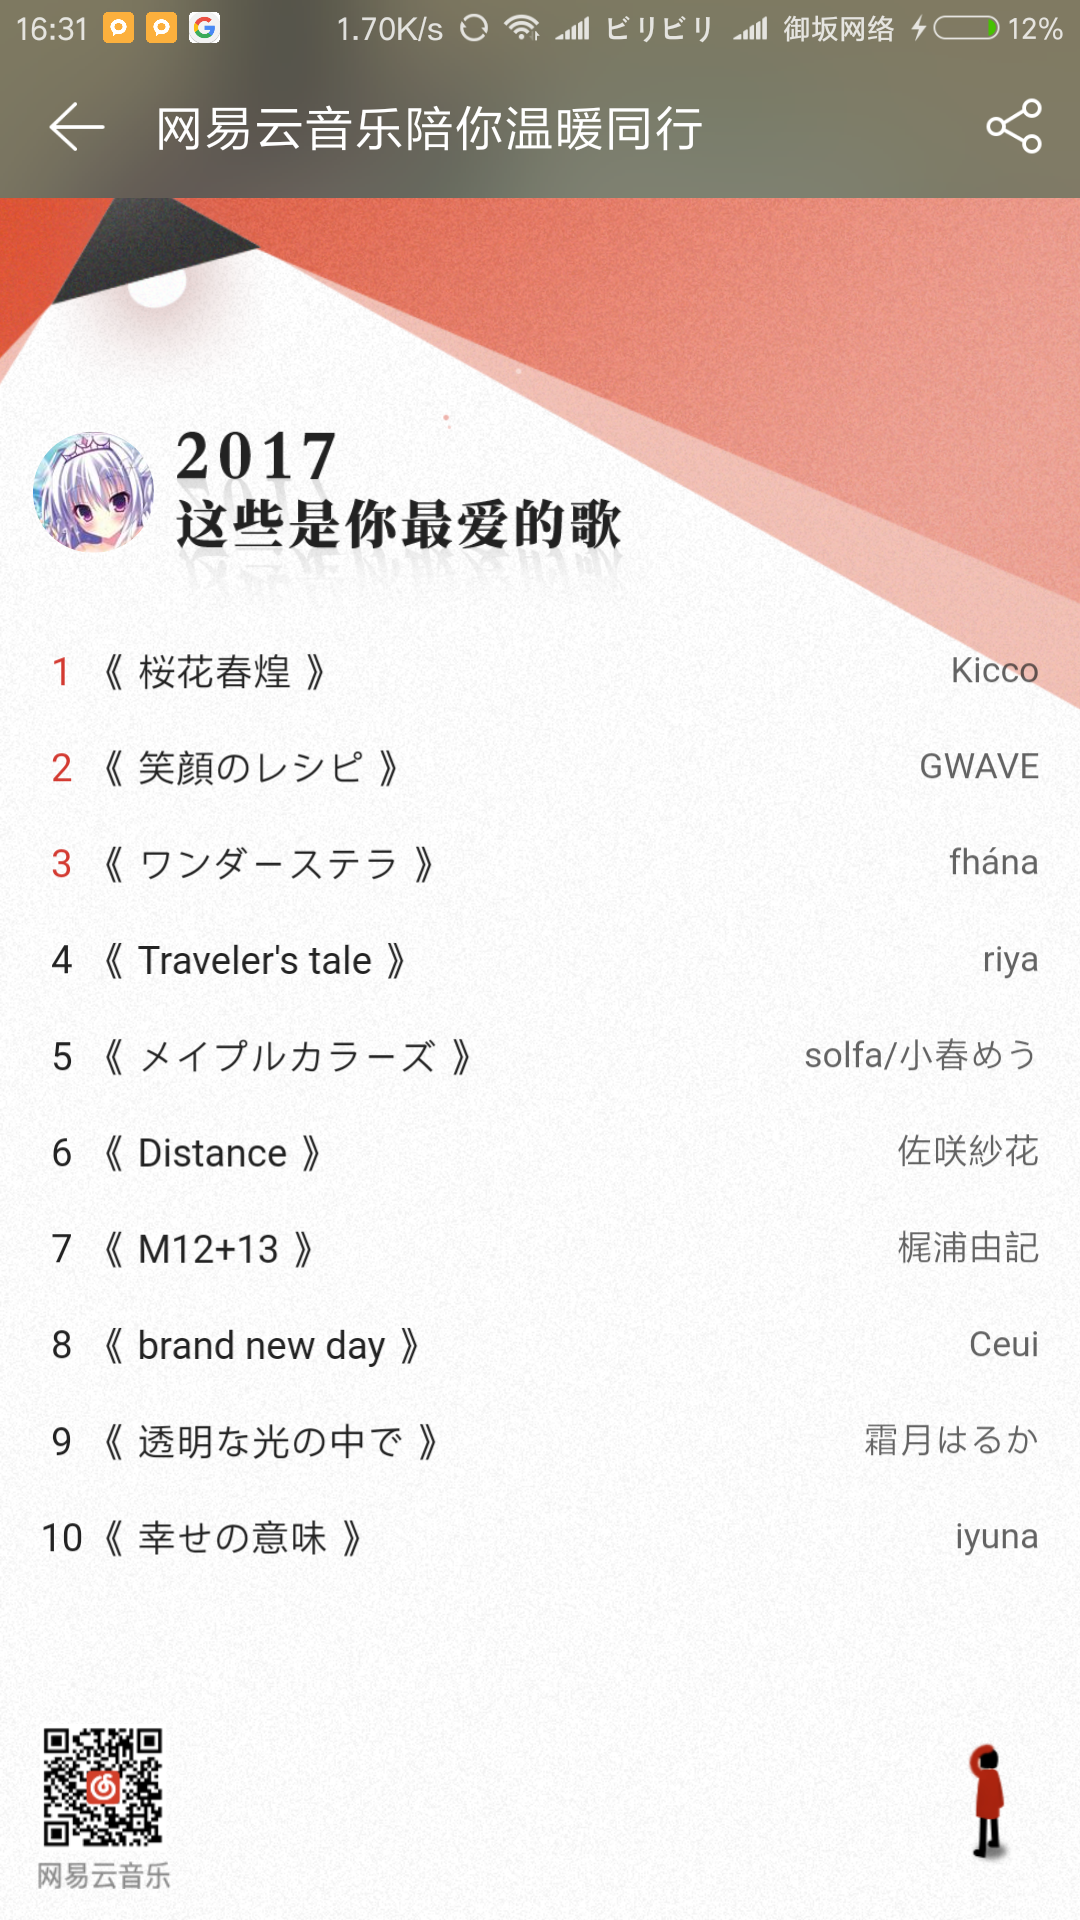 16:31 1.70K/s ビリビリ 御坂网络 12%
网易云音乐陪你温暖同行
2017
这些是你最爱的歌
1 《 桜花春煌 》 Kicco
2 《 笑顔のレシピ 》 GWAVE
3 《 ワンダーステラ 》 fhána
4 《 Traveler's tale 》 riya
5 《 メイプルカラーズ 》 solfa/小春めう
6 《 Distance 》 佐咲紗花
7 《 M12+13 》 梶浦由記
8 《 brand new day 》 Ceui
9 《 透明な光の中で 》 霜月はるか
10 《 幸せの意味 》 iyuna
网易云音乐